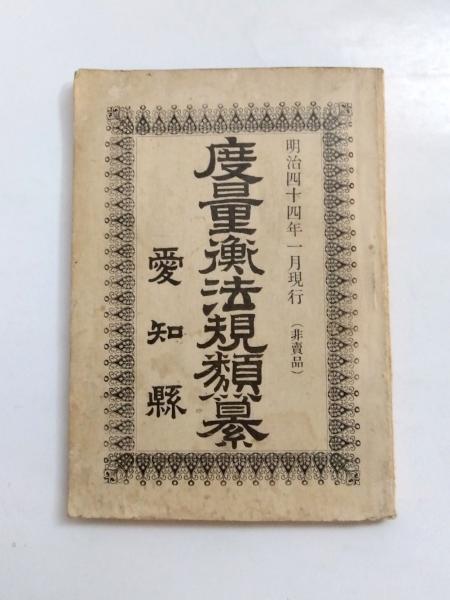 明治四十四年一月現行（非賣品）
度量衡法規類纂
愛知縣